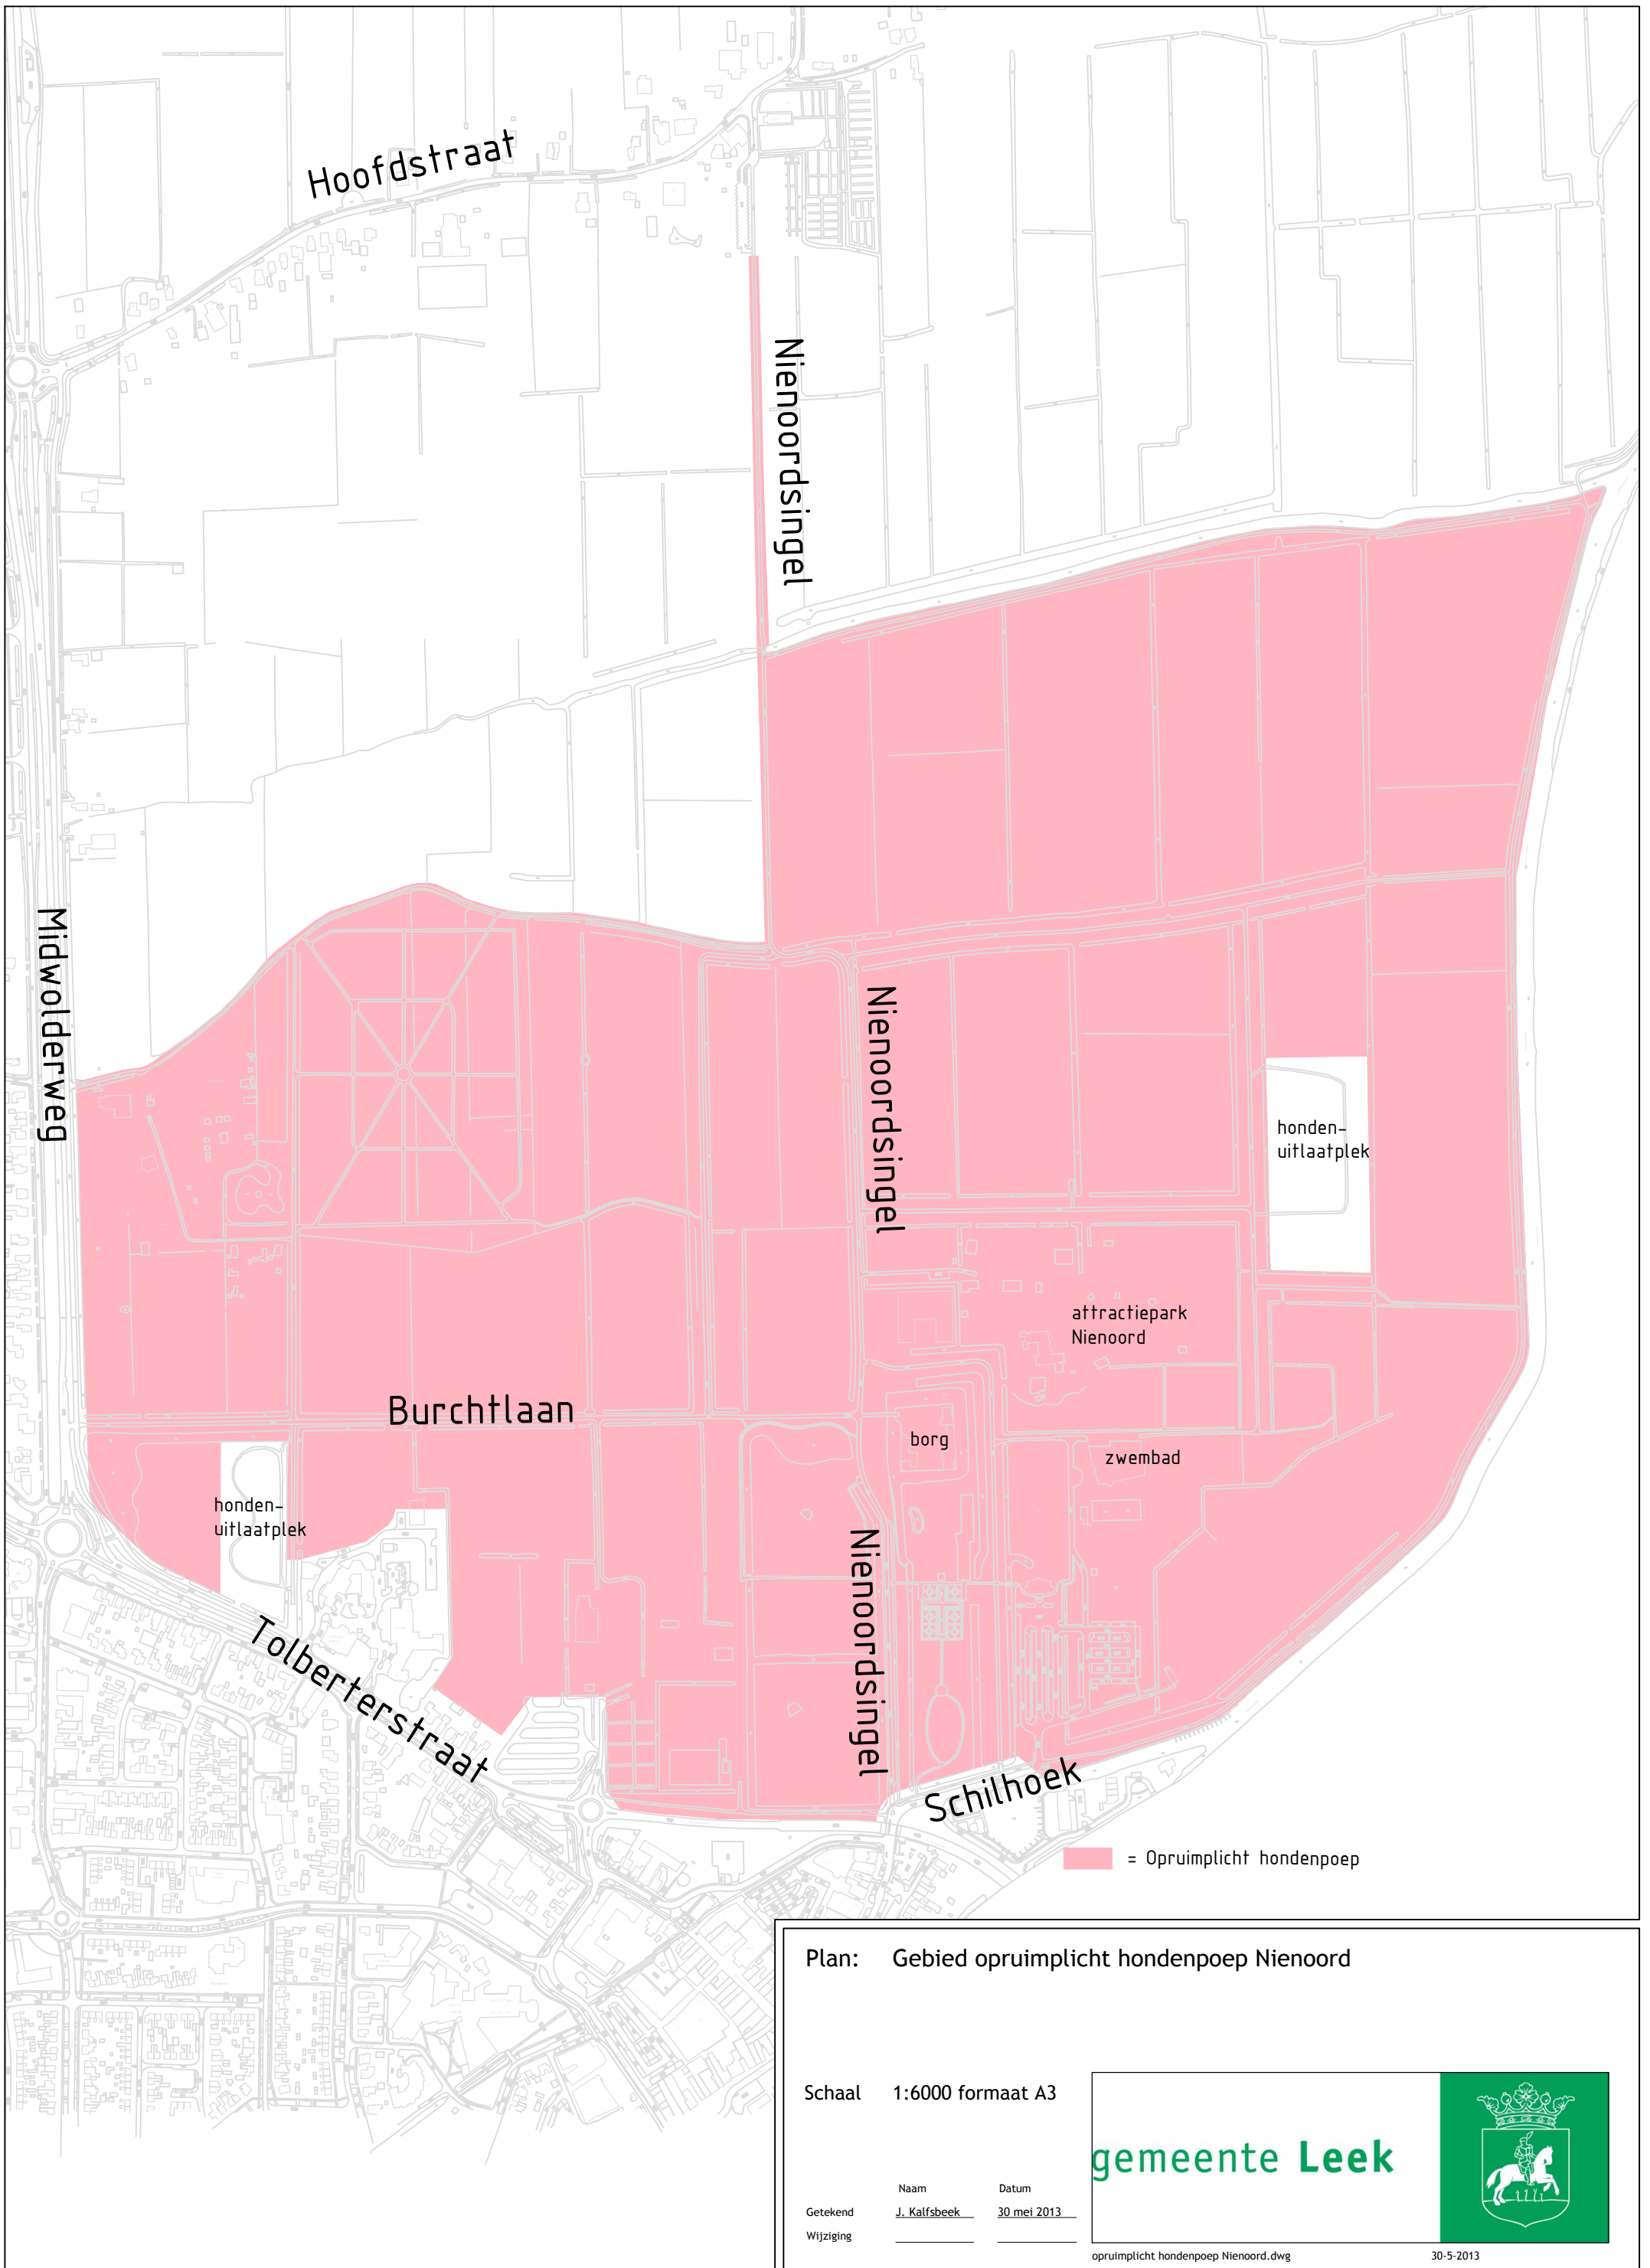 Hoofdstraat
Nienoordsingel
Midwolderweg
Nienoordsingel
honden-
uitlaatplek
attractiepark
Nienoord
Burchtlaan
borg
zwembad
honden-
uitlaatplek
Nienoordsingel
Tolberterstraat
Schilhoek
= Opruimplicht hondenpoep
Plan: Gebied opruimplicht hondenpoep Nienoord
Schaal 1:6000 formaat A3
gemeente Leek
Naam Datum
Getekend J. Kalfsbeek 30 mei 2013
Wijziging
opruimplicht hondenpoep Nienoord.dwg 30-5-2013